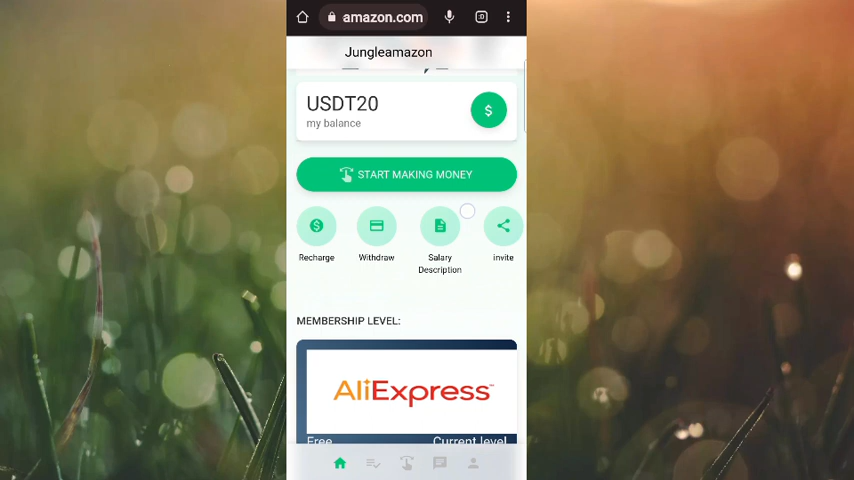 amazon.com
:D
Jungleamazon
USDT20
my balance
$
START MAKING MONEY
$
Recharge
Withdraw
Salary
Description
invite
MEMBERSHIP LEVEL:
AliExpress™
Free
Current level